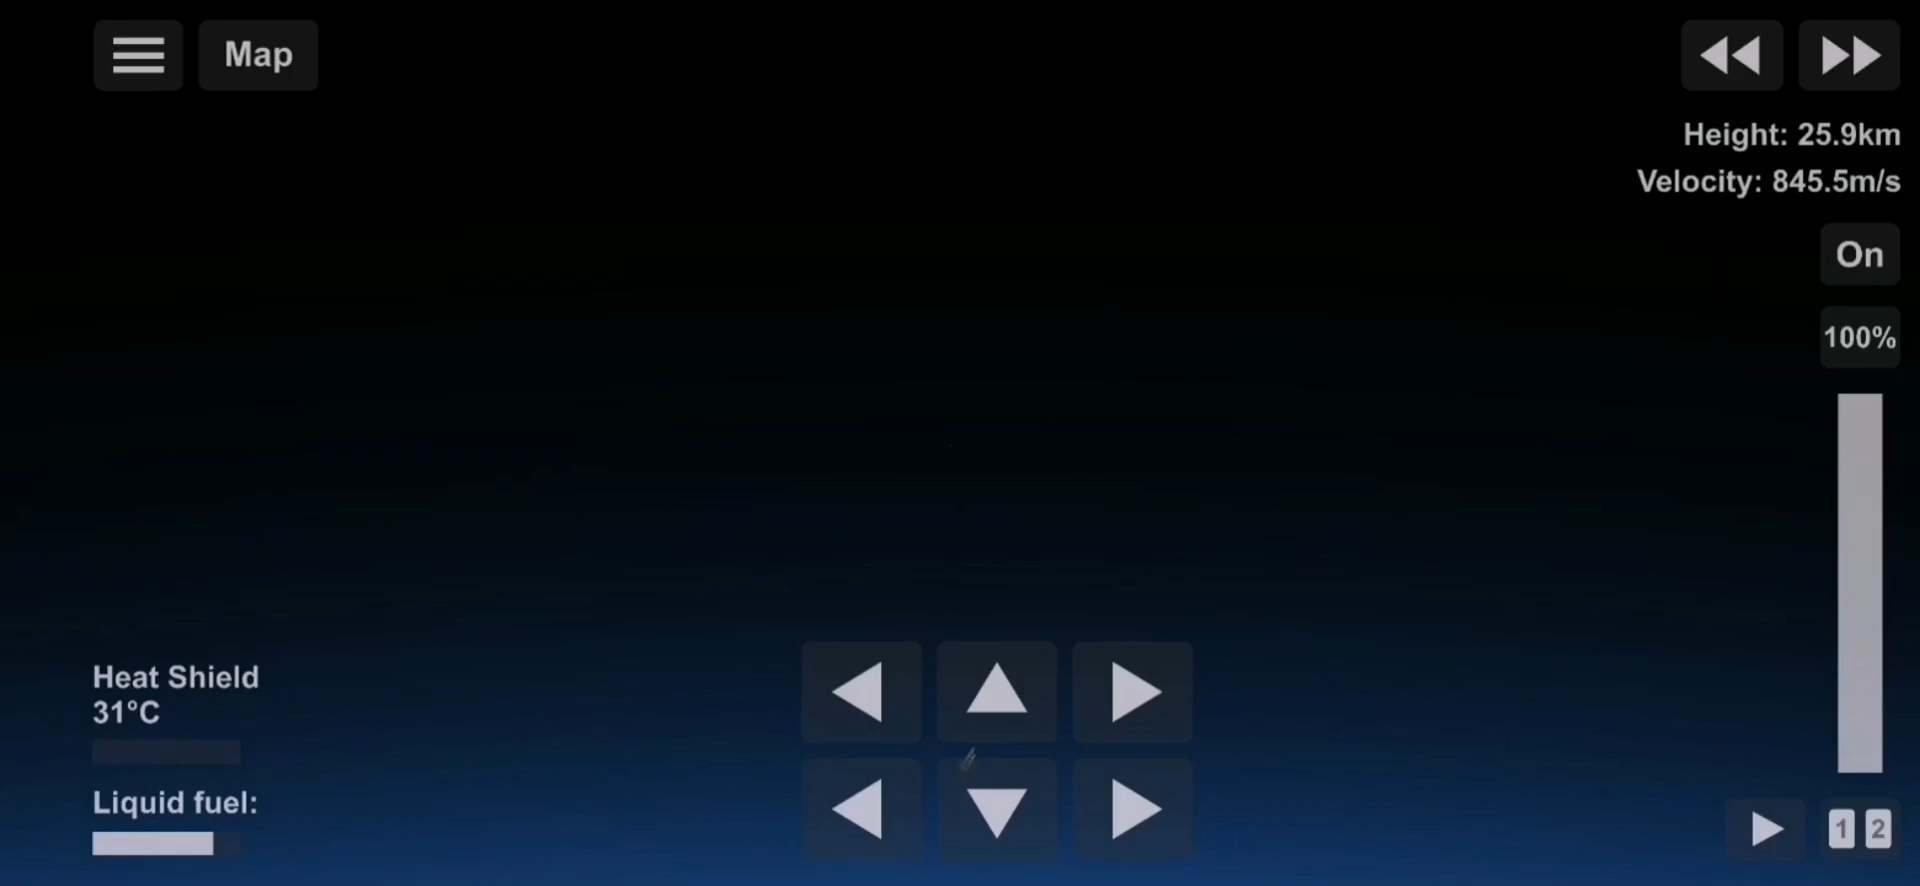 Map
Height: 25.9km
Velocity: 845.5m/s
On
100%
Heat Shield
31°C
Liquid fuel:
1 2